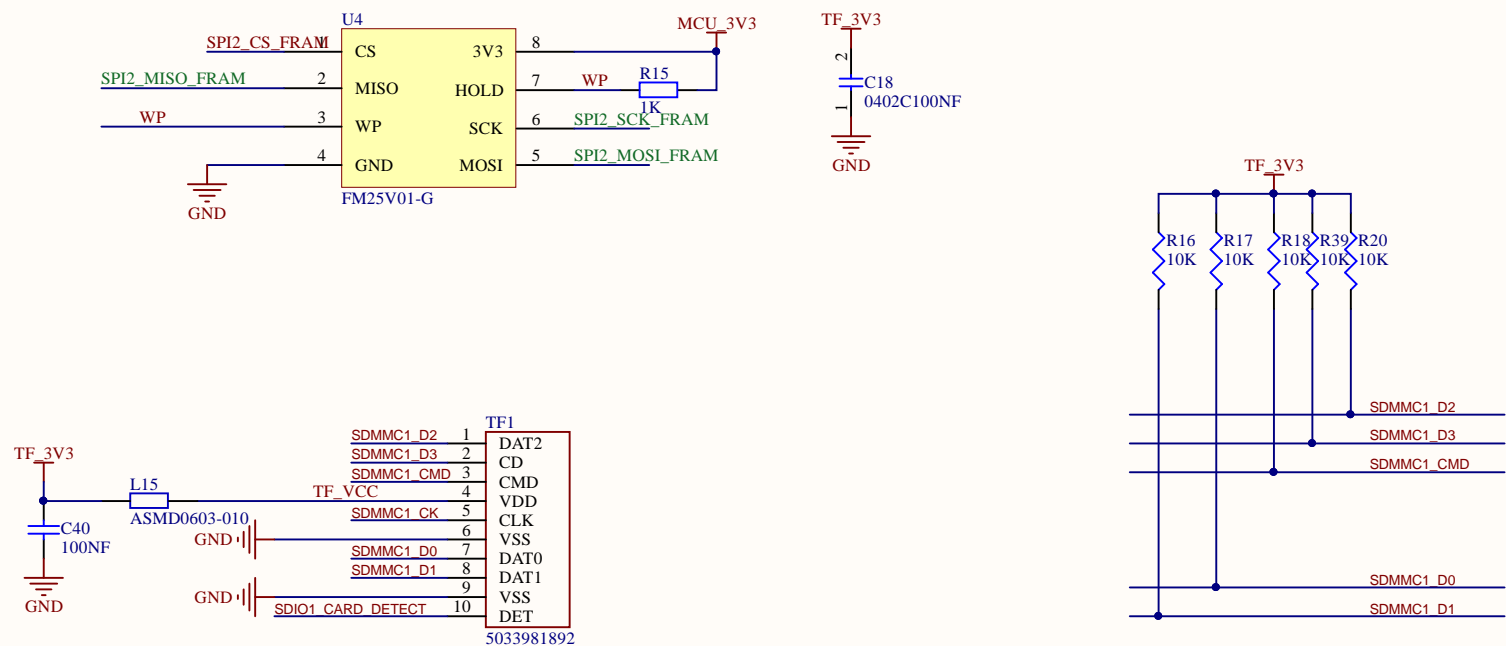 U4
SPI2_CS_FRAM
1
CS
3V3
8
MCU_3V3
SPI2_MISO_FRAM
2
MISO
HOLD
7
WP
R15
1K
WP
3
WP
SCK
6
SPI2_SCK_FRAM
4
GND
MOSI
5
SPI2_MOSI_FRAM
GND
FM25V01-G
TF_3V3
2
C18
0402C100NF
1
GND
TF_3V3
R16
10K
R17
10K
R18
10K
R39
10K
R20
10K
SDMMC1_D2
SDMMC1_D3
SDMMC1_CMD
SDMMC1_D0
SDMMC1_D1
TF_3V3
L15
ASMD0603-010
C40
100NF
GND
TF1
SDMMC1_D2
1
DAT2
SDMMC1_D3
2
CD
SDMMC1_CMD
3
CMD
TF_VCC
4
VDD
SDMMC1_CK
5
CLK
GND
6
VSS
SDMMC1_D0
7
DAT0
SDMMC1_D1
8
DAT1
GND
9
VSS
SDIO1_CARD_DETECT
10
DET
5033981892